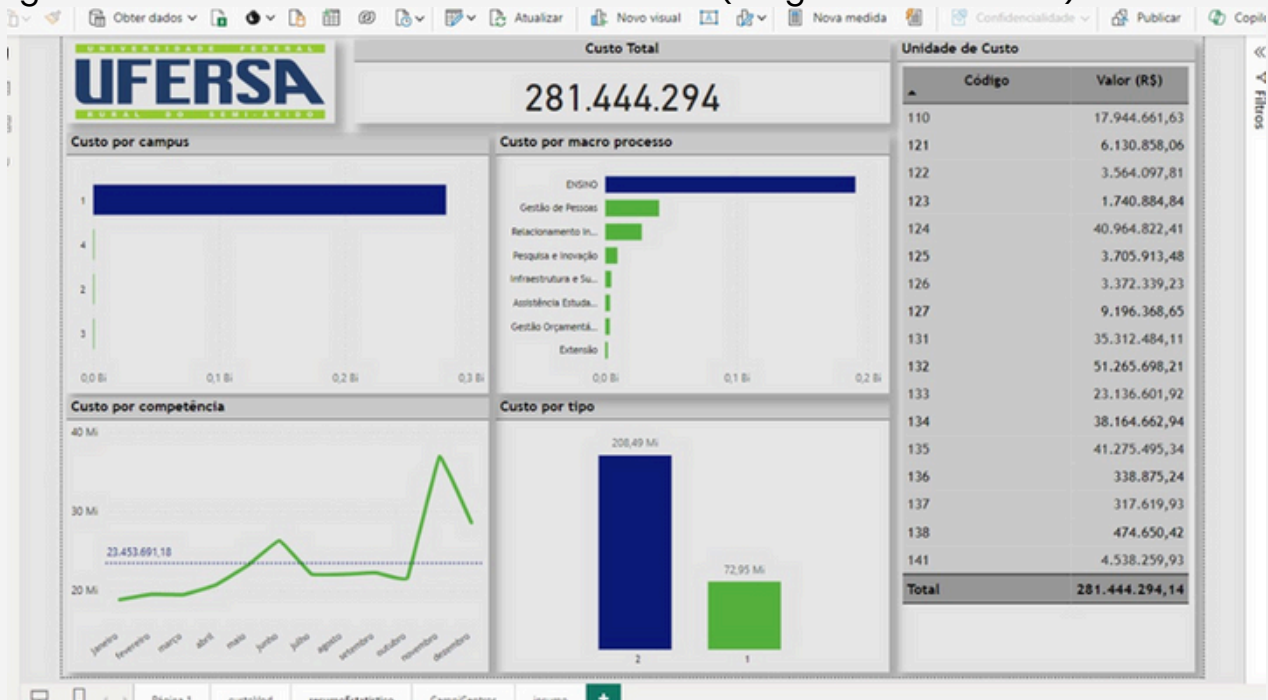 Obter dados
Atualizar
Novo visual
Nova medida
Confidencialidade
Publicar
UNIVERSIDADE FEDERAL
UFERSA
RURAL DO SEMI-ÁRIDO
Custo Total
281.444.294
Unidade de Custo
Código Valor (R$)
110 17.944.661,63
121 6.130.858,06
122 3.564.097,81
123 1.740.884,84
124 40.964.822,41
125 3.705.913,48
126 3.372.339,23
127 9.196.368,65
131 35.312.484,11
132 51.265.698,21
133 23.136.601,92
134 38.164.662,94
135 41.275.495,34
136 338.875,24
137 317.619,93
138 474.650,42
141 4.538.259,93
Total 281.444.294,14
Filtros
Custo por campus
1
4
2
3
0,0 Bi 0,1 Bi 0,2 Bi 0,3 Bi
Custo por macro processo
ENSINO
Gestão de Pessoas
Relacionamento In...
Pesquisa e Inovação
Infraestrutura e Su...
Assistência Estuda...
Gestão Orçamentá...
Extensão
0,0 Bi 0,1 Bi 0,2 Bi
Custo por competência
40 Mi
30 Mi
23.453.691,18
20 Mi
janeiro fevereiro março abril maio junho julho agosto setembro outubro novembro dezembro
Custo por tipo
208,49 Mi
72,95 Mi
2 1